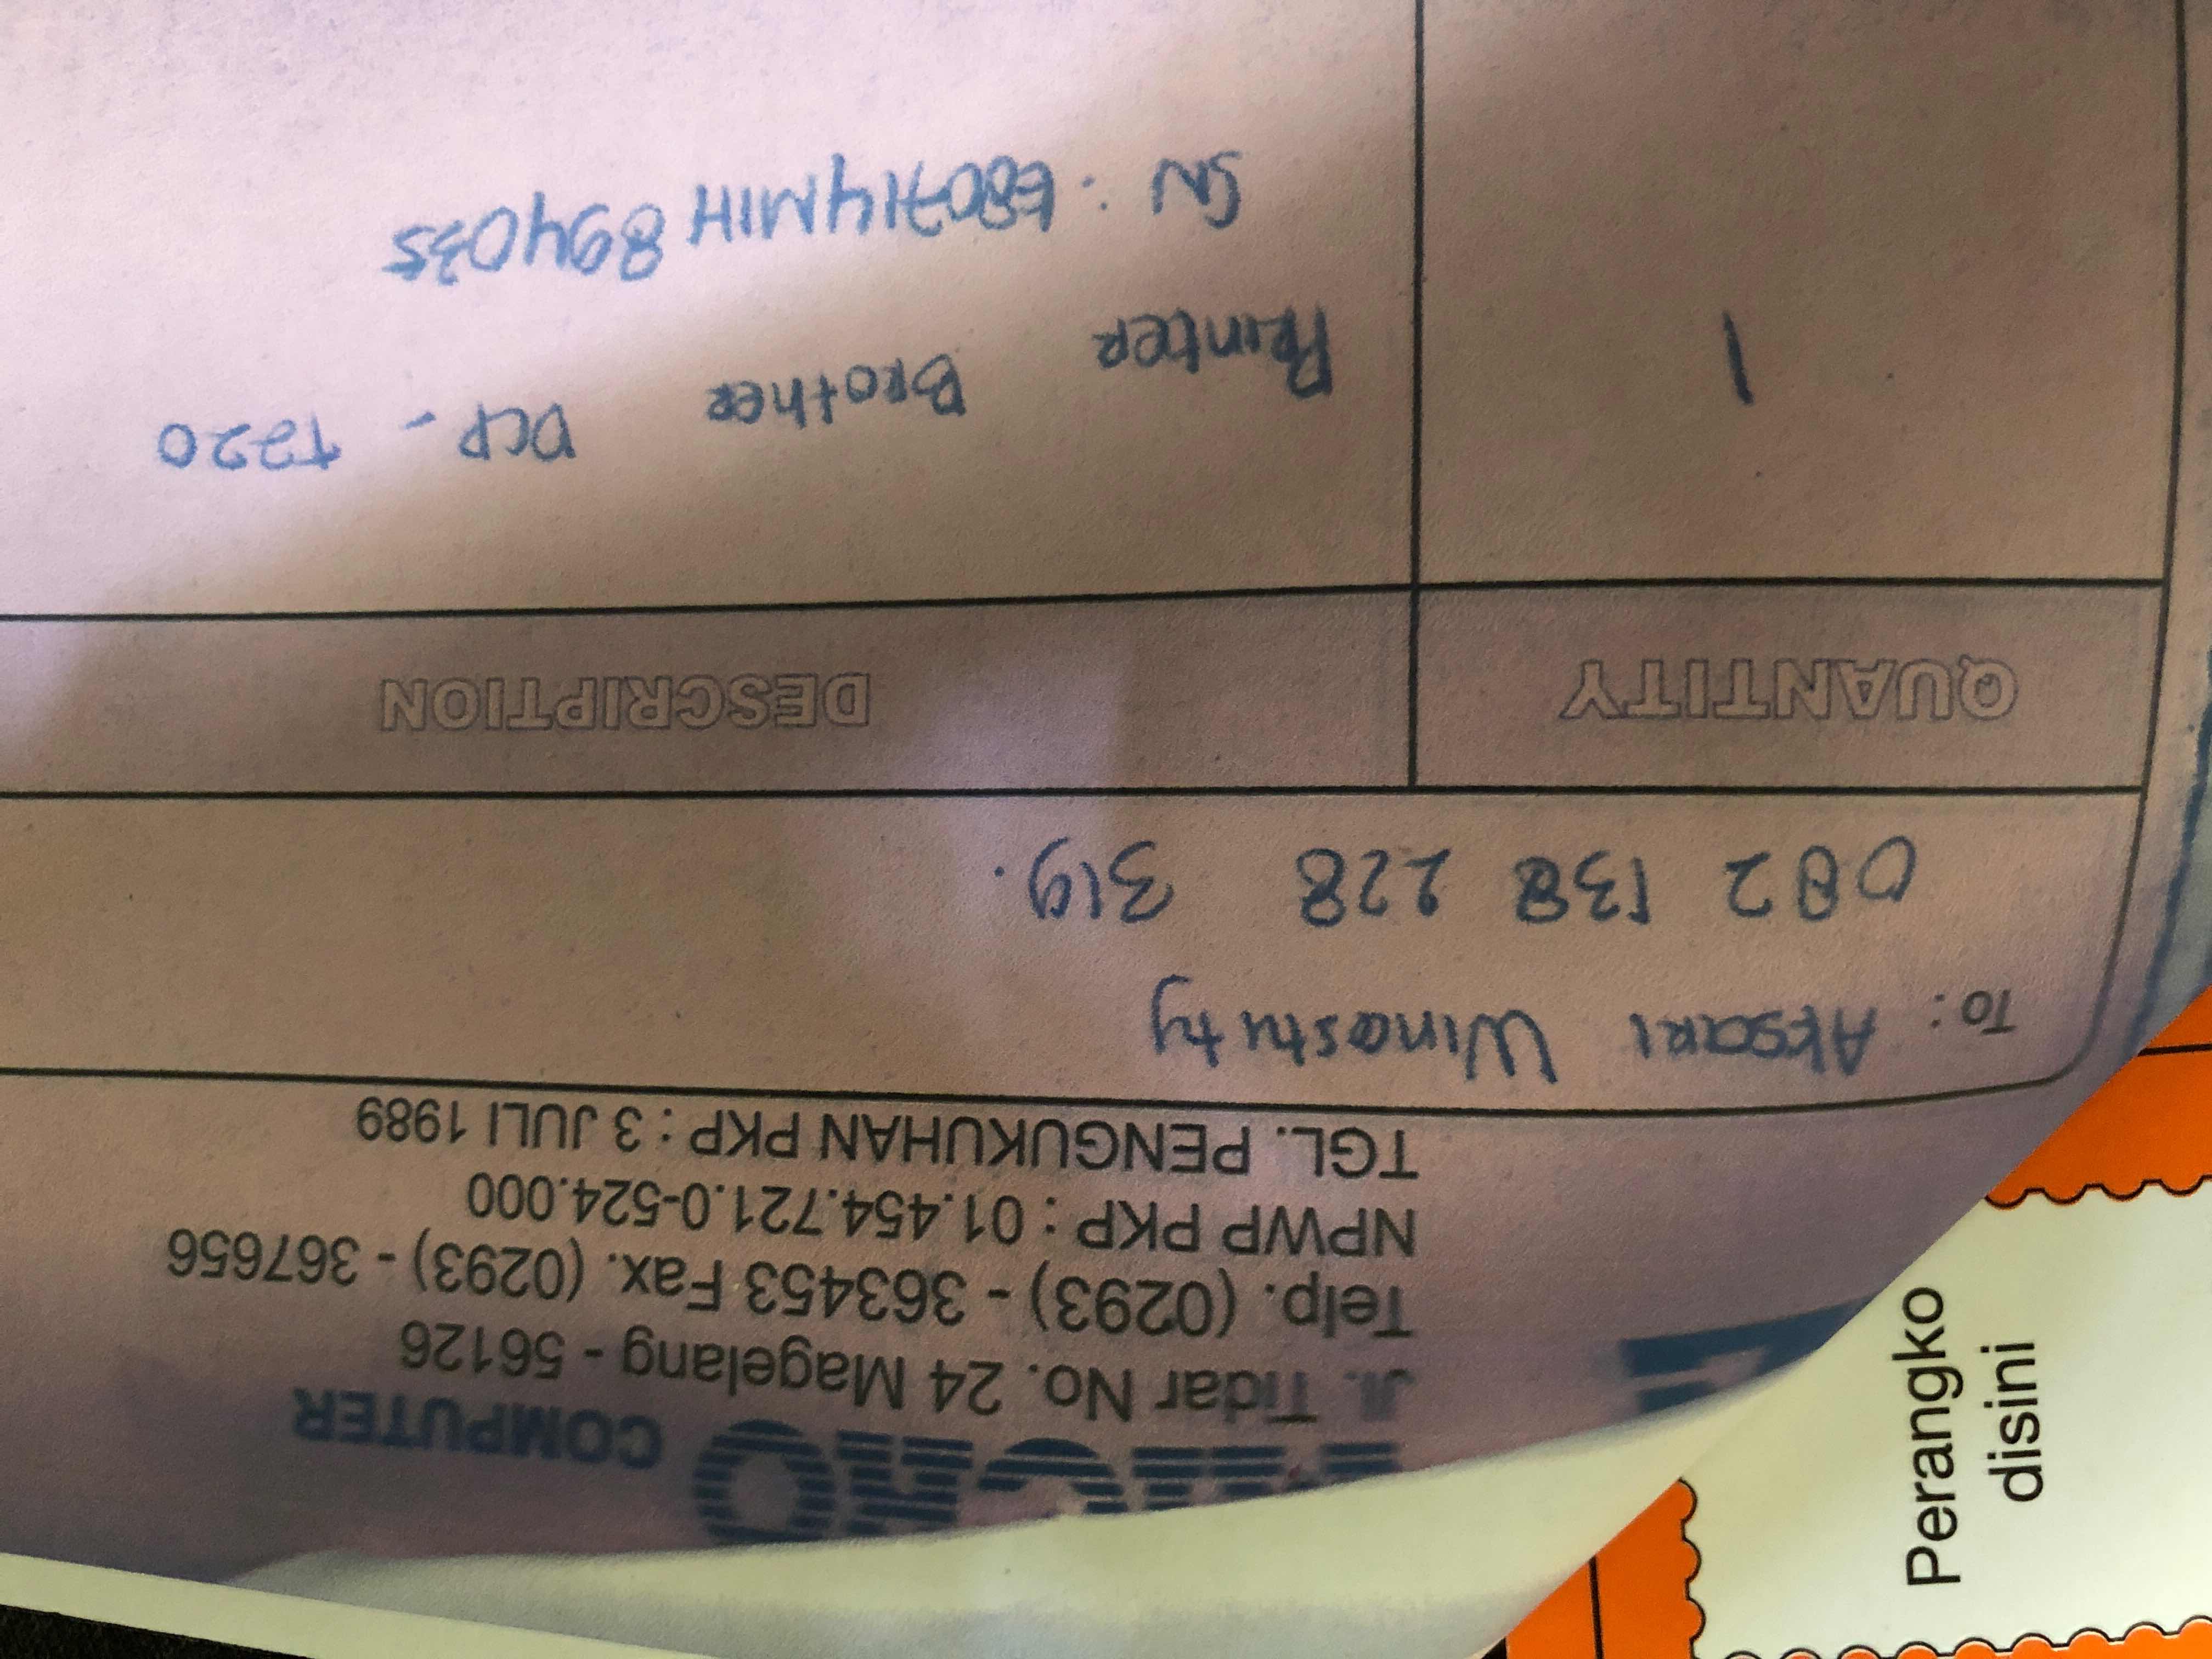 MICRO COMPUTER
Jl. Tidar No. 24 Magelang - 56126
Telp. (0293) - 363453 Fax. (0293) - 367656
NPWP PKP : 01.454.721.0-524.000
TGL. PENGUKUHAN PKP : 3 JULI 1989
To: Aksari Winastuty
082 138 228 319.
QUANTITY DESCRIPTION
1 Printer Brother DCP - T220
SN : E80714M1H894035
Perangko
disini